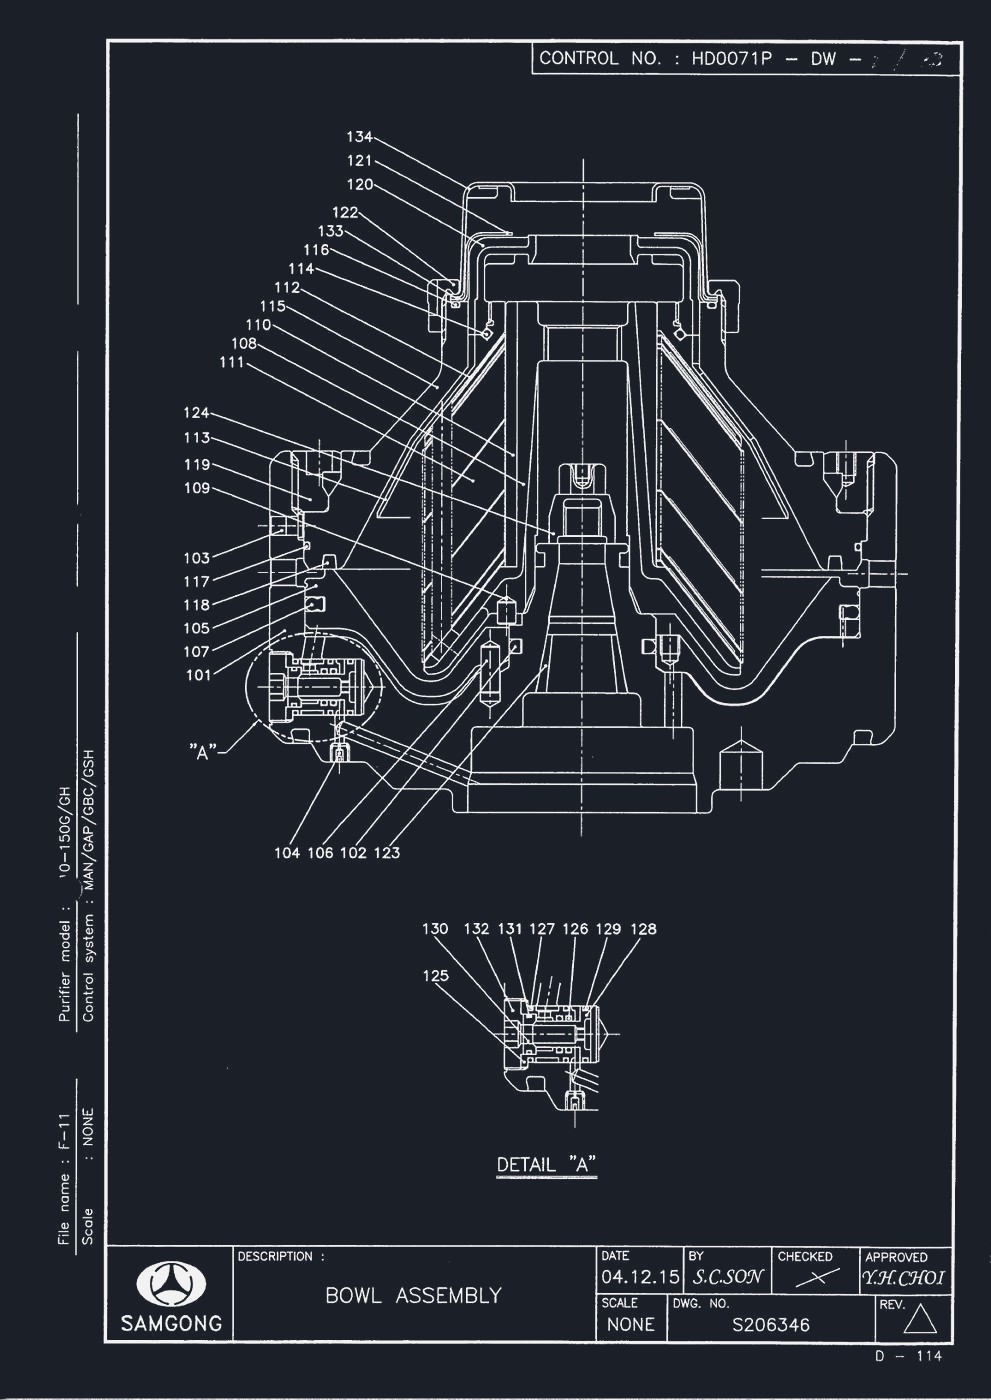 CONTROL NO. : HD0071P - DW -
134
121
120
122
133
116
114
112
115
110
108
111
124
113
119
109
103
117
118
105
107
101
"A"
104 106 102 123
130 132 131 127 126 129 128
125
DETAIL "A"
Purifier model :
Control system : MAN/GAP/GBC/GSH
File name : F-11
Scale : NONE
SAMGONG
DESCRIPTION :
BOWL ASSEMBLY
DATE
04.12.15
BY
S.C.SON
CHECKED
APPROVED
Y.H.CHOI
SCALE
NONE
DWG. NO.
S206346
REV.
D - 114